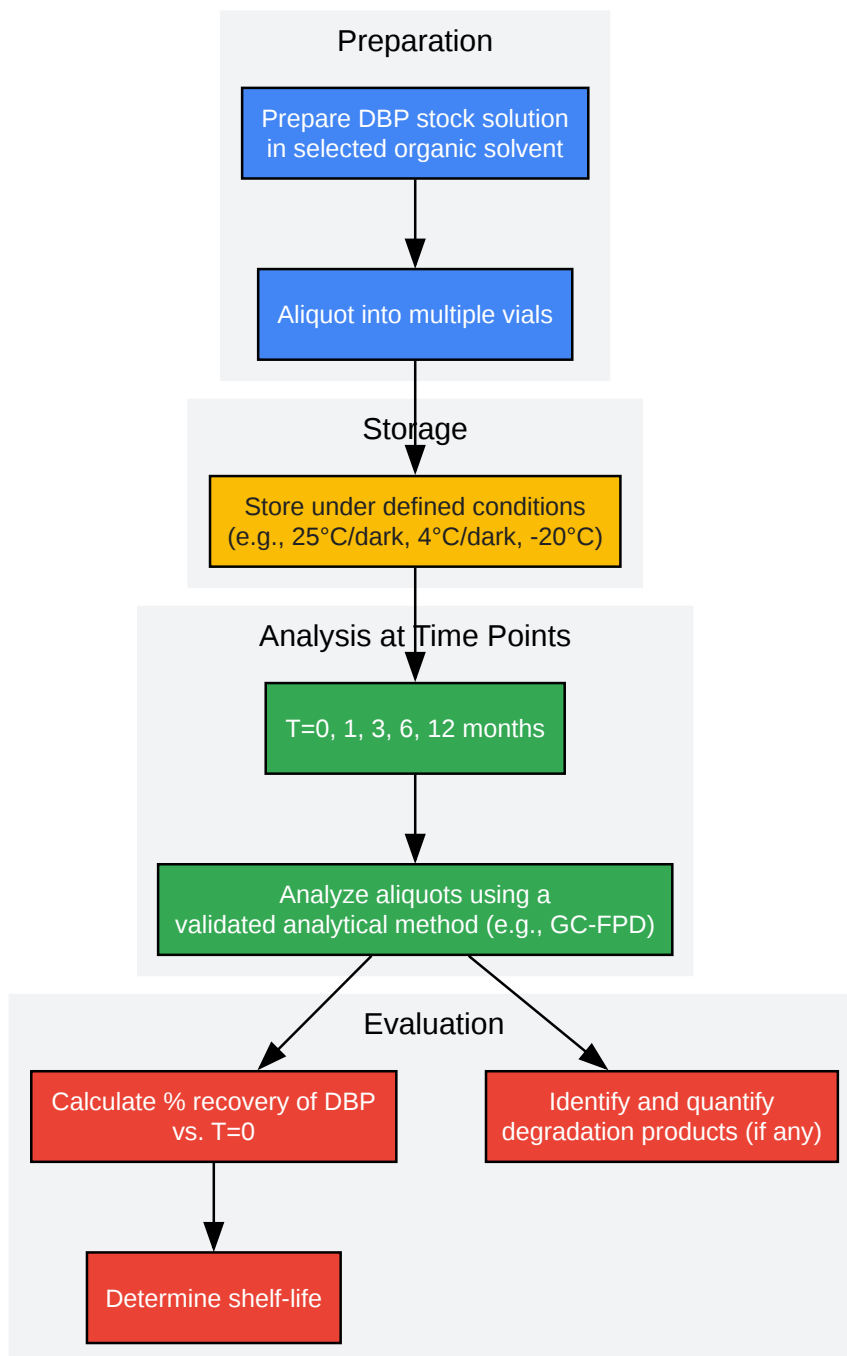 Preparation
Prepare DBP stock solution
in selected organic solvent
Aliquot into multiple vials
Storage
Store under defined conditions
(e.g., 25°C/dark, 4°C/dark, -20°C)
Analysis at Time Points
T=0, 1, 3, 6, 12 months
Analyze aliquots using a
validated analytical method (e.g., GC-FPD)
Evaluation
Calculate % recovery of DBP
vs. T=0
Identify and quantify
degradation products (if any)
Determine shelf-life